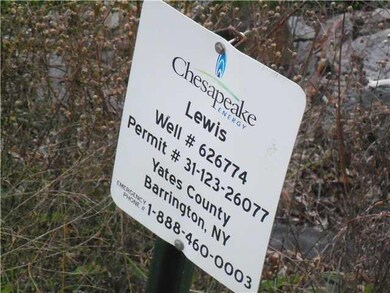 Chesapeake
ENERGY
Lewis
Well # 626774
Permit # 31-123-26077
Yates County
Barrington, NY
EMERGENCY
PHONE #
1-888-460-0003